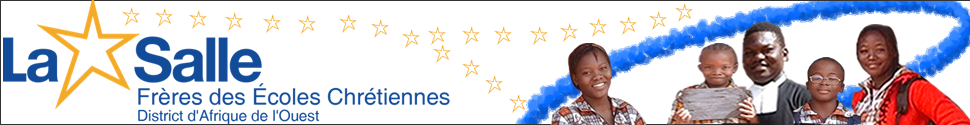 La Salle
Frères des Écoles Chrétiennes
District d'Afrique de l'Ouest